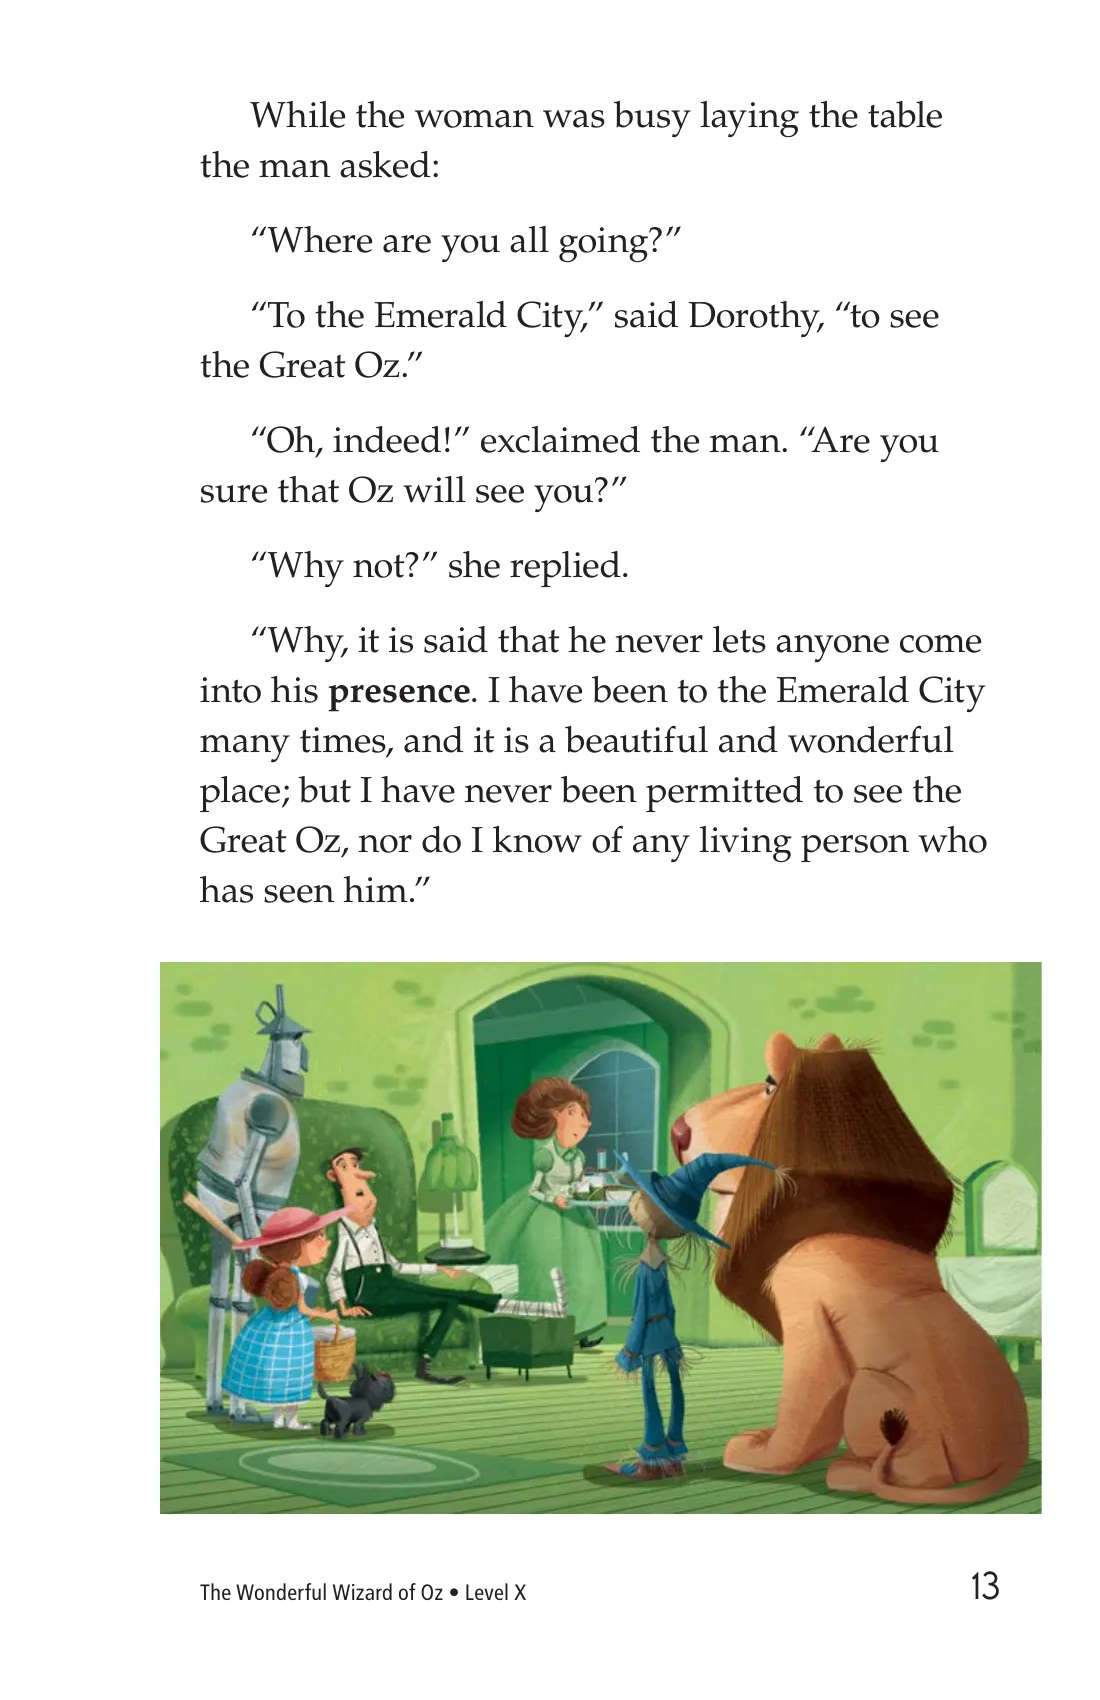 While the woman was busy laying the table
the man asked:
“Where are you all going?”
“To the Emerald City,” said Dorothy, “to see
the Great Oz.”
“Oh, indeed!” exclaimed the man. “Are you
sure that Oz will see you?”
“Why not?” she replied.
“Why, it is said that he never lets anyone come
into his presence. I have been to the Emerald City
many times, and it is a beautiful and wonderful
place; but I have never been permitted to see the
Great Oz, nor do I know of any living person who
has seen him.”
The Wonderful Wizard of Oz • Level X
13